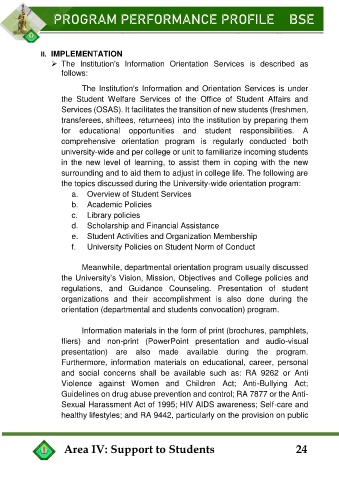 PROGRAM PERFORMANCE PROFILE BSE
II. IMPLEMENTATION
➢ The Institution's Information Orientation Services is described as
follows:
The Institution's Information and Orientation Services is under
the Student Welfare Services of the Office of Student Affairs and
Services (OSAS). It facilitates the transition of new students (freshmen,
transferees, shiftees, returnees) into the institution by preparing them
for educational opportunities and student responsibilities. A
comprehensive orientation program is regularly conducted both
university-wide and per college or unit to familiarize incoming students
in the new level of learning, to assist them in coping with the new
surrounding and to aid them to adjust in college life. The following are
the topics discussed during the University-wide orientation program:
a. Overview of Student Services
b. Academic Policies
c. Library policies
d. Scholarship and Financial Assistance
e. Student Activities and Organization Membership
f. University Policies on Student Norm of Conduct
Meanwhile, departmental orientation program usually discussed
the University's Vision, Mission, Objectives and College policies and
regulations, and Guidance Counseling. Presentation of student
organizations and their accomplishment is also done during the
orientation (departmental and students convocation) program.
Information materials in the form of print (brochures, pamphlets,
fliers) and non-print (PowerPoint presentation and audio-visual
presentation) are also made available during the program.
Furthermore, information materials on educational, career, personal
and social concerns shall be available such as: RA 9262 or Anti
Violence against Women and Children Act; Anti-Bullying Act;
Guidelines on drug abuse prevention and control; RA 7877 or the Anti-
Sexual Harassment Act of 1995; HIV AIDS awareness; Self-care and
healthy lifestyles; and RA 9442, particularly on the provision on public
Area IV: Support to Students 24